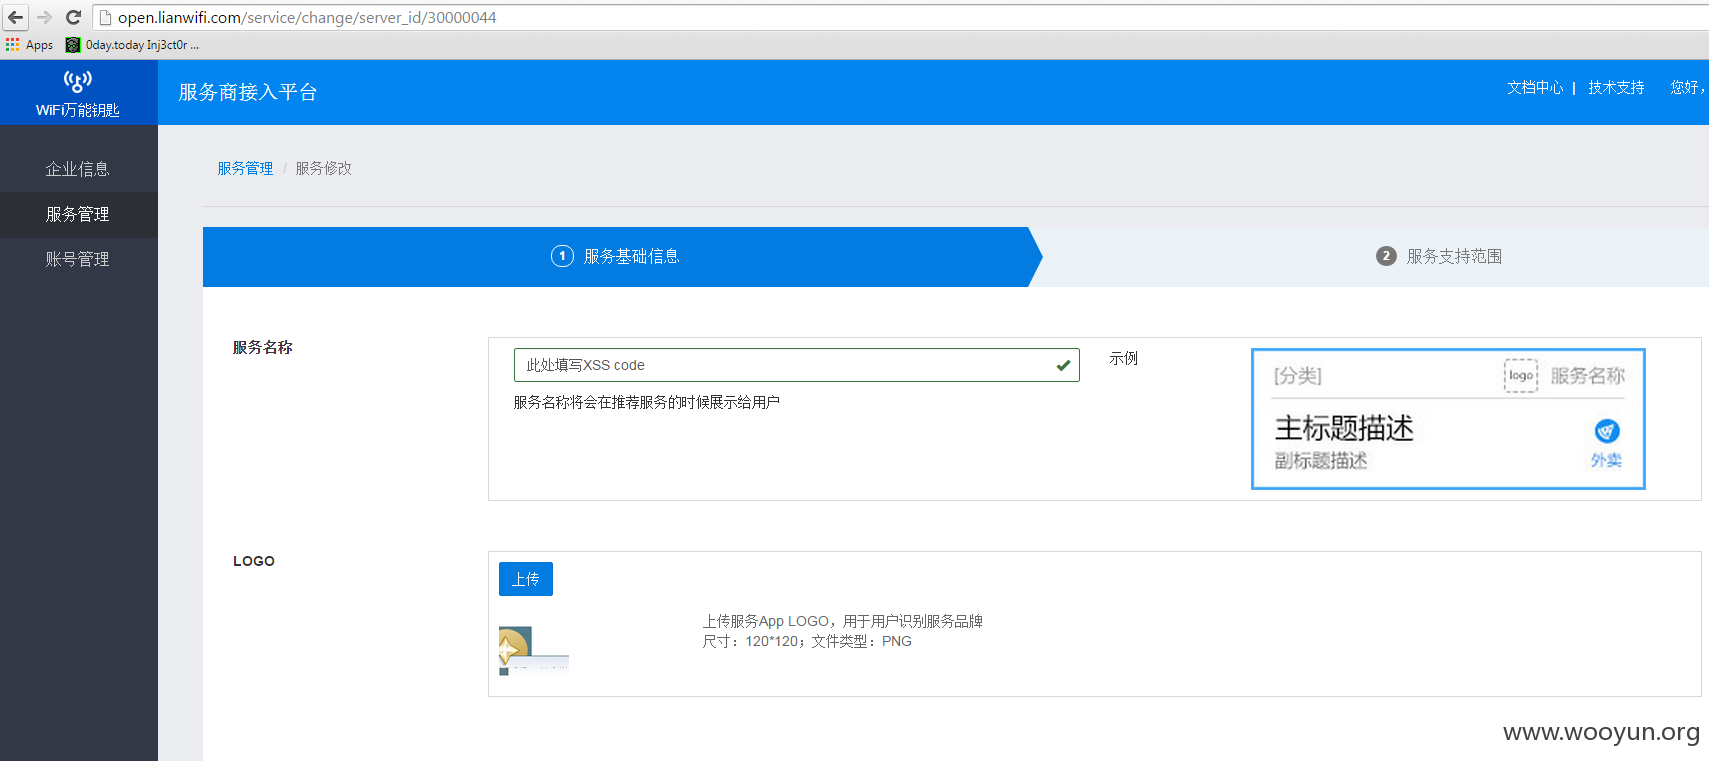 open.lianwifi.com/service/change/server_id/30000044
Apps 0day.today Inj3ct0r ...
WiFi万能钥匙
服务商接入平台
文档中心 | 技术支持 您好，
企业信息
服务管理
账号管理
服务管理 / 服务修改
1 服务基础信息
2 服务支持范围
服务名称
此处填写XSS code
服务名称将会在推荐服务的时候展示给用户
示例
[分类] logo 服务名称
主标题描述
副标题描述
外卖
LOGO
上传
上传服务App LOGO，用于用户识别服务品牌
尺寸：120*120；文件类型：PNG
www.wooyun.org